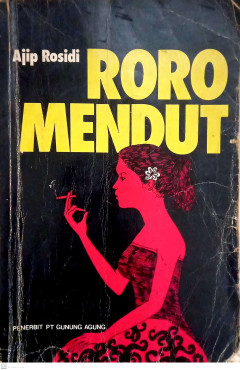 Ajip Rosidi
RORO
MENDUT
PENERBIT PT GUNUNG AGUNG